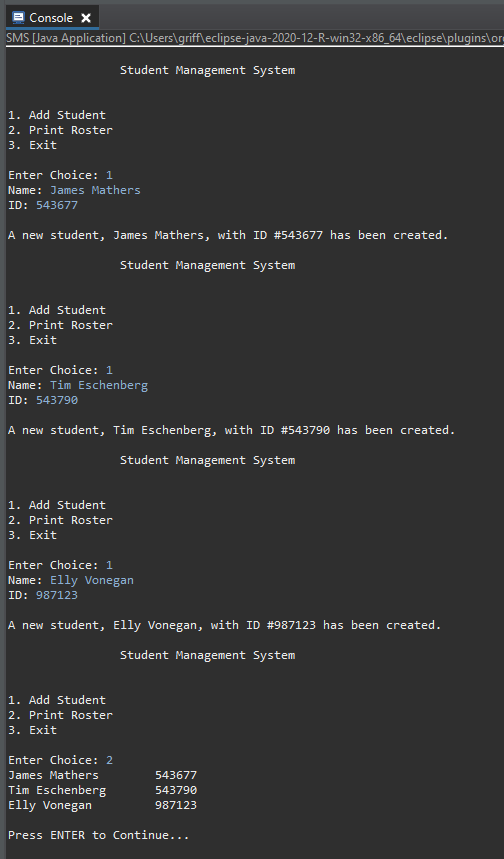 Console
SMS [Java Application] C:\Users\griff\eclipse-java-2020-12-R-win32-x86_64\eclipse\plugins\or
Student Management System
1. Add Student
2. Print Roster
3. Exit
Enter Choice: 1
Name: James Mathers
ID: 543677
A new student, James Mathers, with ID #543677 has been created.
Student Management System
1. Add Student
2. Print Roster
3. Exit
Enter Choice: 1
Name: Tim Eschenberg
ID: 543790
A new student, Tim Eschenberg, with ID #543790 has been created.
Student Management System
1. Add Student
2. Print Roster
3. Exit
Enter Choice: 1
Name: Elly Vonegan
ID: 987123
A new student, Elly Vonegan, with ID #987123 has been created.
Student Management System
1. Add Student
2. Print Roster
3. Exit
Enter Choice: 2
James Mathers 543677
Tim Eschenberg 543790
Elly Vonegan 987123
Press ENTER to Continue...